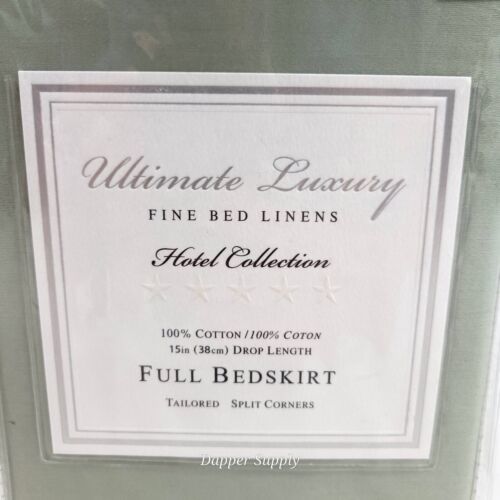 Ultimate Luxury
FINE BED LINENS
Hotel Collection
100% COTTON / 100% COTON
15in (38cm) DROP LENGTH
FULL BEDSKIRT
TAILORED SPLIT CORNERS
Dapper Supply